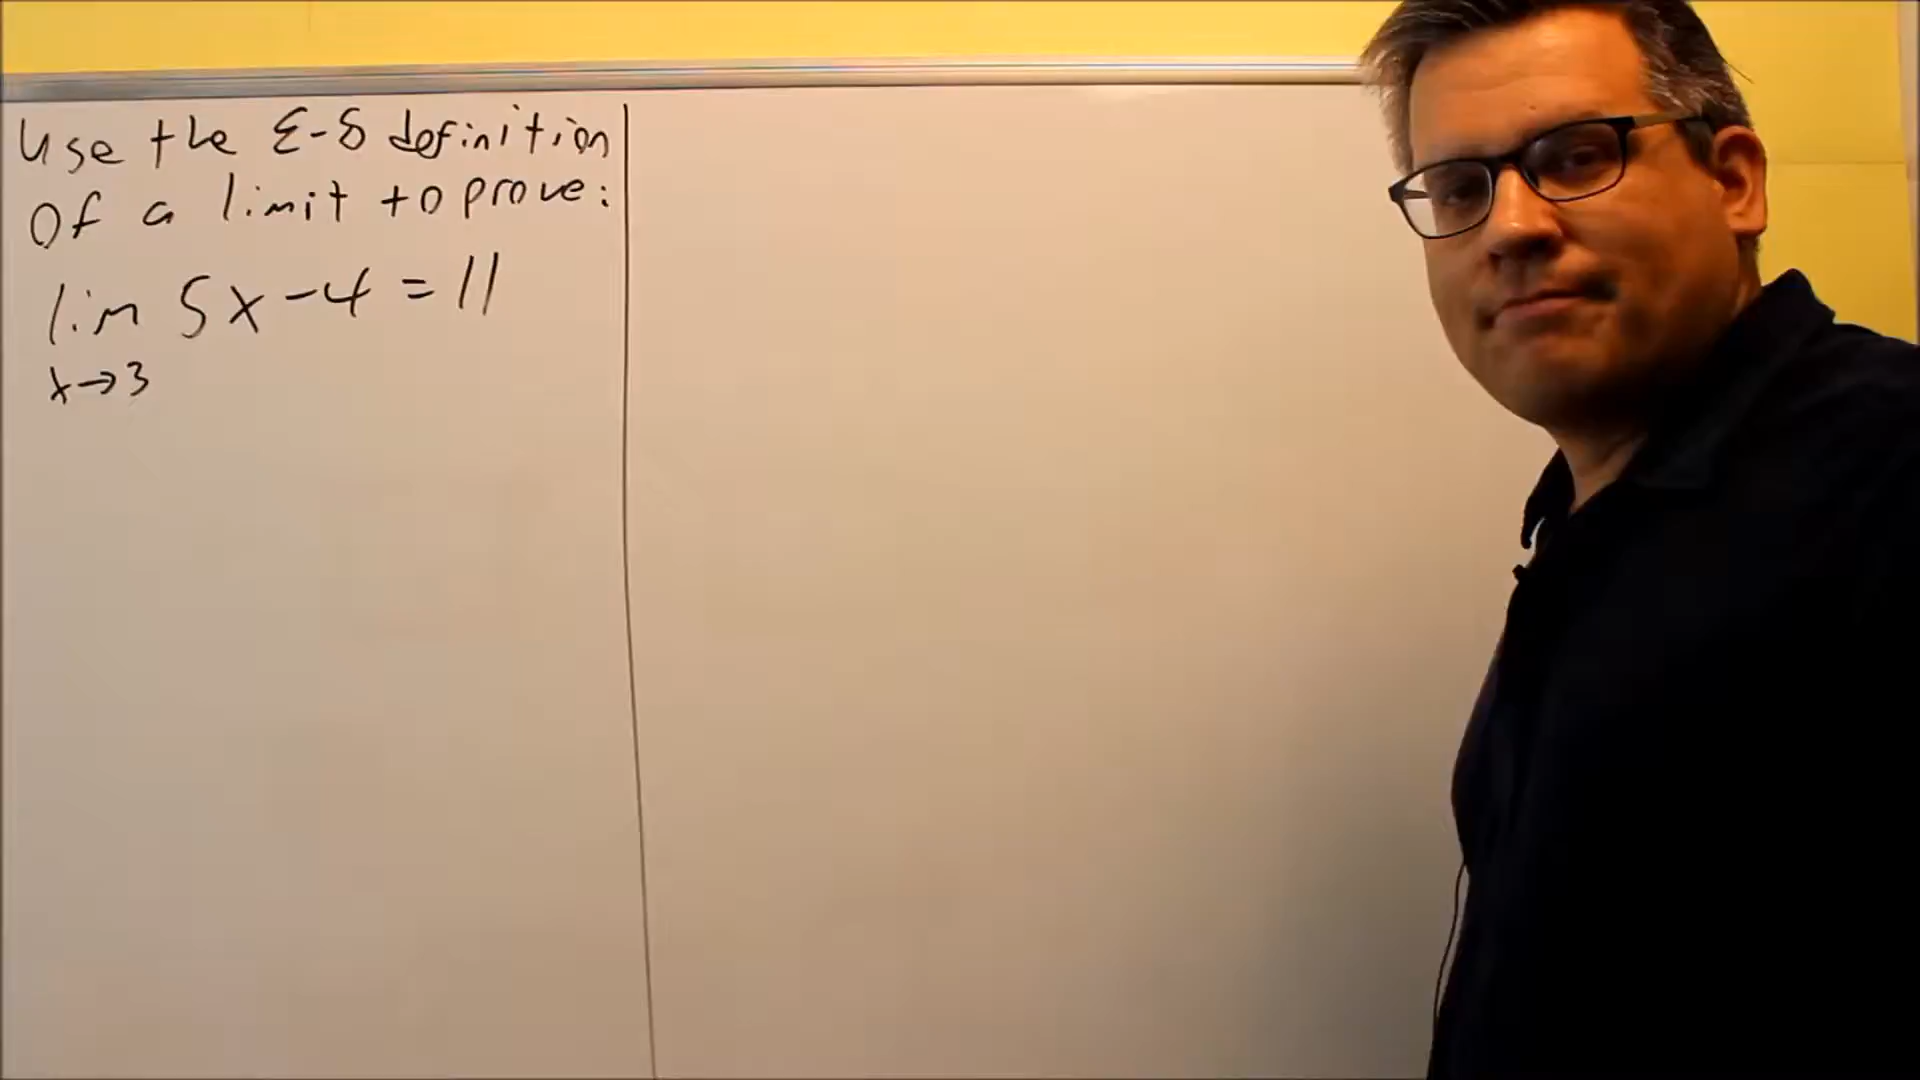 Use the ε-δ definition
Of a limit to prove:
lim 5x-4=11
x→3